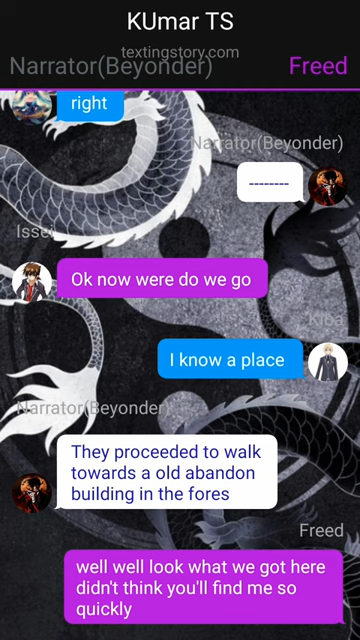 KUmar TS
textingstory.com
Narrator(Beyonder)
Freed
right
Narrator(Beyonder)
--------
Issei
Ok now were do we go
Kiba
I know a place
Narrator(Beyonder)
They proceeded to walk
towards a old abandon
building in the fores
Freed
well well look what we got here
didn't think you'll find me so
quickly